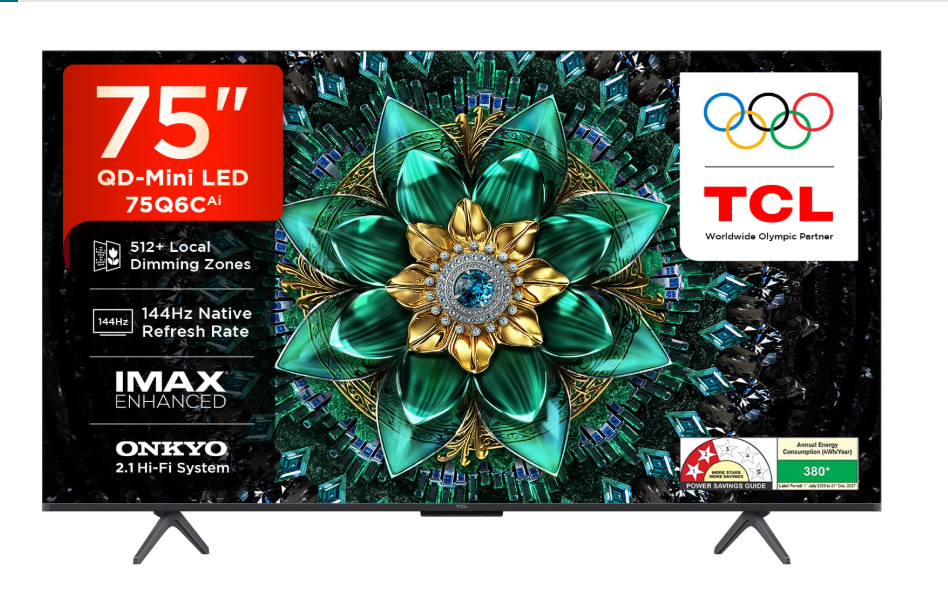 75"
QD-Mini LED
75Q6CAi
512+ Local
Dimming Zones
144Hz
144Hz Native
Refresh Rate
IMAX
ENHANCED
ONKYO
2.1 Hi-Fi System
TCL
Worldwide Olympic Partner
MORE STARS
MORE SAVINGS
POWER SAVINGS GUIDE
Annual Energy
Consumption (kWh/Year)
380*
TCL